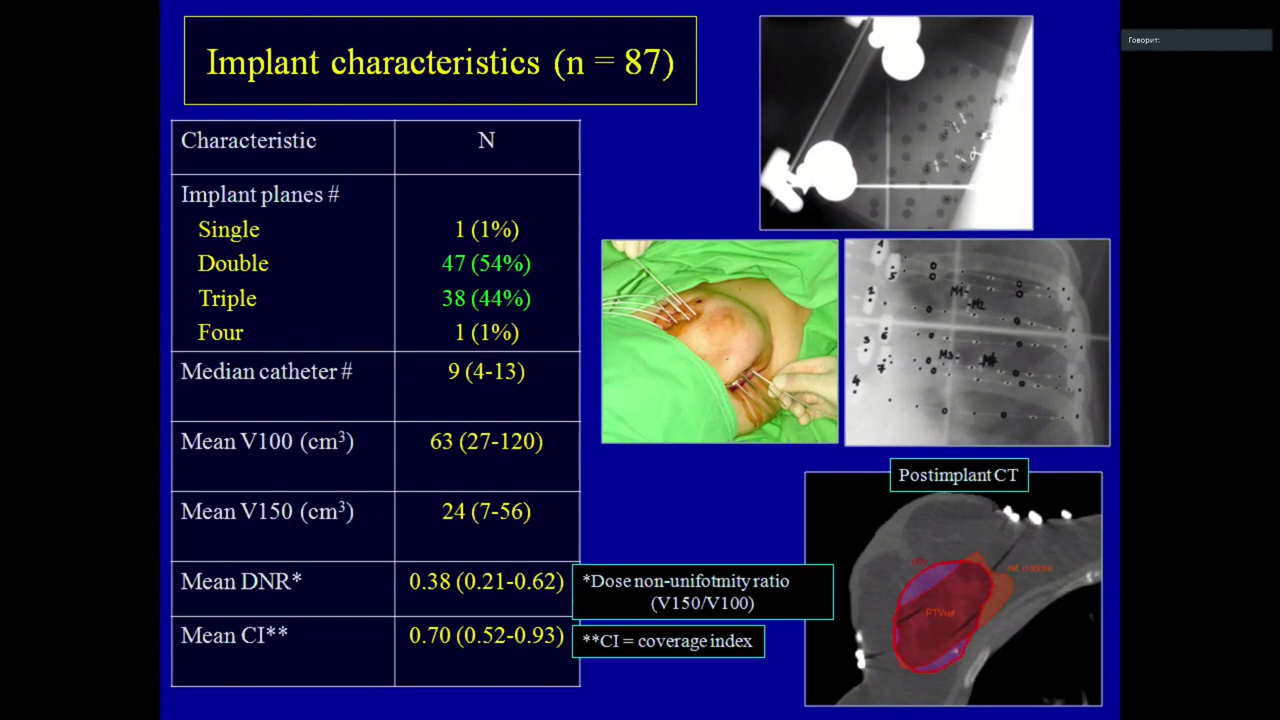 Implant characteristics (n = 87)
Говорит:
Characteristic N
Implant planes #
Single 1 (1%)
Double 47 (54%)
Triple 38 (44%)
Four 1 (1%)
Median catheter # 9 (4-13)
Mean V100 (cm³) 63 (27-120)
Mean V150 (cm³) 24 (7-56)
Mean DNR* 0.38 (0.21-0.62)
Mean CI** 0.70 (0.52-0.93)
*Dose non-unifotmity ratio
(V150/V100)
**CI = coverage index
M1
M2
M3
Postimplant CT
PTVref